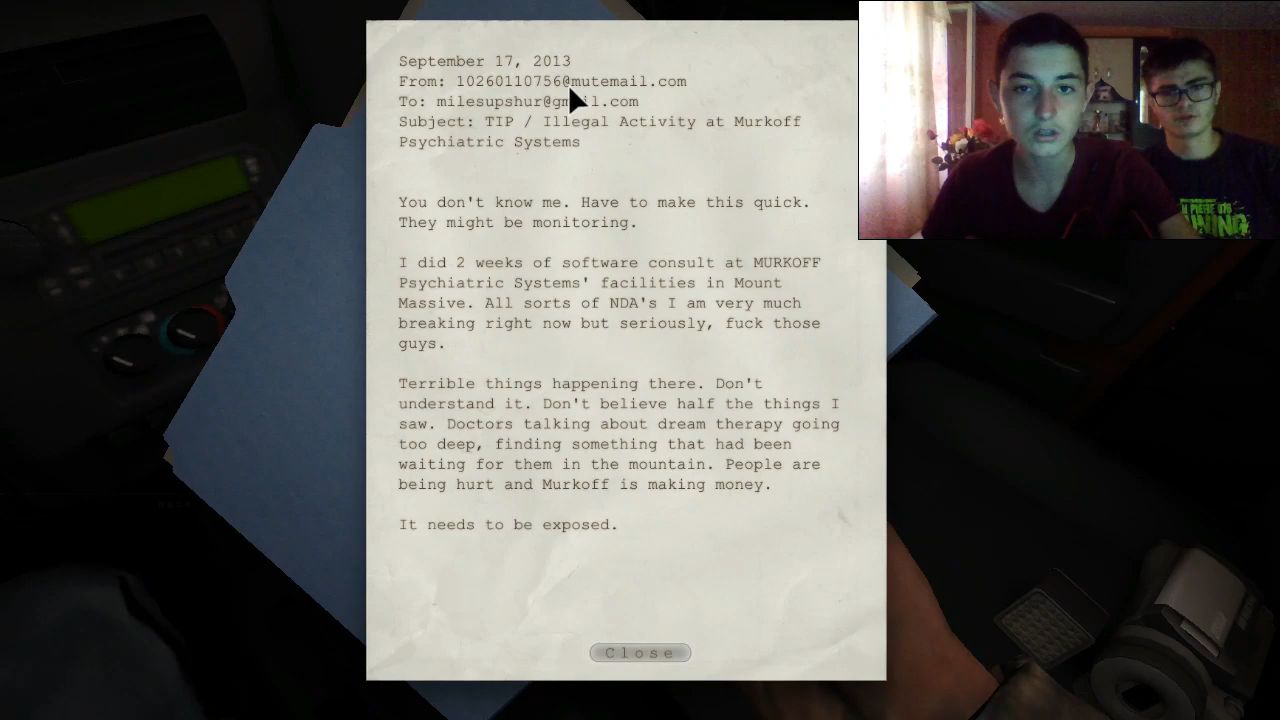 September 17, 2013
From: 10260110756@mutemail.com
To: milesupshur@gmail.com
Subject: TIP / Illegal Activity at Murkoff
Psychiatric Systems
You don't know me. Have to make this quick.
They might be monitoring.
I did 2 weeks of software consult at MURKOFF
Psychiatric Systems' facilities in Mount
Massive. All sorts of NDA's I am very much
breaking right now but seriously, fuck those
guys.
Terrible things happening there. Don't
understand it. Don't believe half the things I
saw. Doctors talking about dream therapy going
too deep, finding something that had been
waiting for them in the mountain. People are
being hurt and Murkoff is making money.
It needs to be exposed.
Close